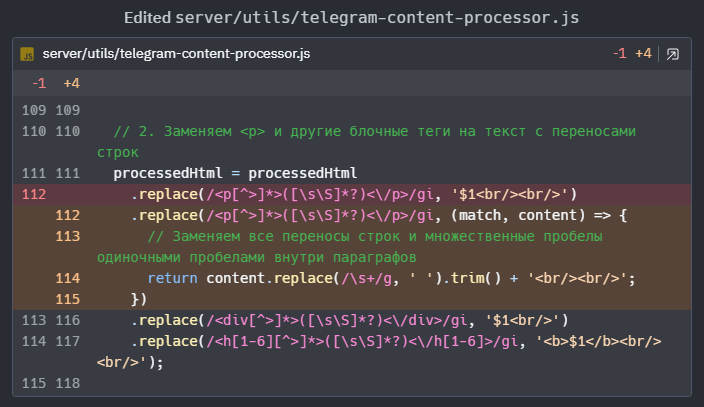 Edited server/utils/telegram-content-processor.js
JS server/utils/telegram-content-processor.js -1 +4
-1 +4
109 109
110 110 // 2. Заменяем <p> и другие блочные теги на текст с переносами
строк
111 111 processedHtml = processedHtml
112 .replace(/<p[^>]*>([\s\S]*?)<\/p>/gi, '$1<br/><br/>')
112 .replace(/<p[^>]*>([\s\S]*?)<\/p>/gi, (match, content) => {
113 // Заменяем все переносы строк и множественные пробелы
одиночными пробелами внутри параграфов
114 return content.replace(/\s+/g, ' ').trim() + '<br/><br/>';
115 })
113 116 .replace(/<div[^>]*>([\s\S]*?)<\/div>/gi, '$1<br/>')
114 117 .replace(/<h[1-6][^>]*>([\s\S]*?)<\/h[1-6]>/gi, '<b>$1</b><br/>
<br/>');
115 118